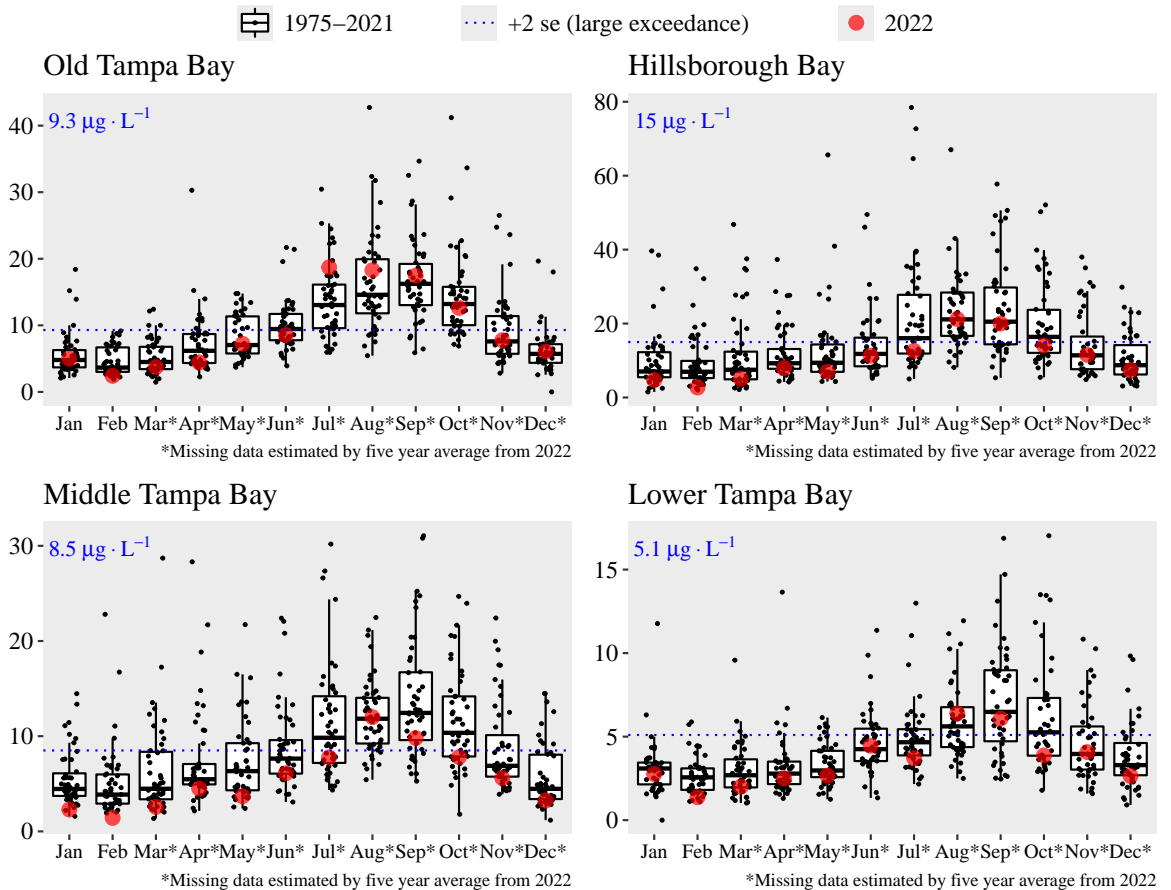 1975–2021 +2 se (large exceedance) 2022
Old Tampa Bay
9.3 μg · L⁻¹
40
30
20
10
0
Jan Feb Mar* Apr* May* Jun* Jul* Aug* Sep* Oct* Nov* Dec*
*Missing data estimated by five year average from 2022
Hillsborough Bay
15 μg · L⁻¹
80
60
40
20
0
Jan Feb Mar* Apr* May* Jun* Jul* Aug* Sep* Oct* Nov* Dec*
*Missing data estimated by five year average from 2022
Middle Tampa Bay
8.5 μg · L⁻¹
30
20
10
0
Jan Feb Mar* Apr* May* Jun* Jul* Aug* Sep* Oct* Nov* Dec*
*Missing data estimated by five year average from 2022
Lower Tampa Bay
5.1 μg · L⁻¹
15
10
5
0
Jan Feb Mar* Apr* May* Jun* Jul* Aug* Sep* Oct* Nov* Dec*
*Missing data estimated by five year average from 2022